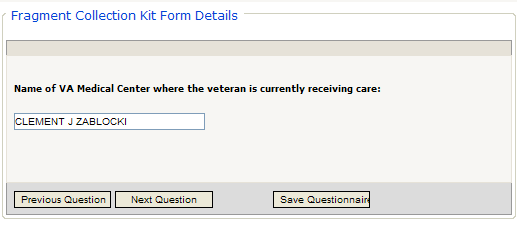 Fragment Collection Kit Form Details
Name of VA Medical Center where the veteran is currently receiving care:
CLEMENT J ZABLOCKI
Previous Question Next Question Save Questionnair